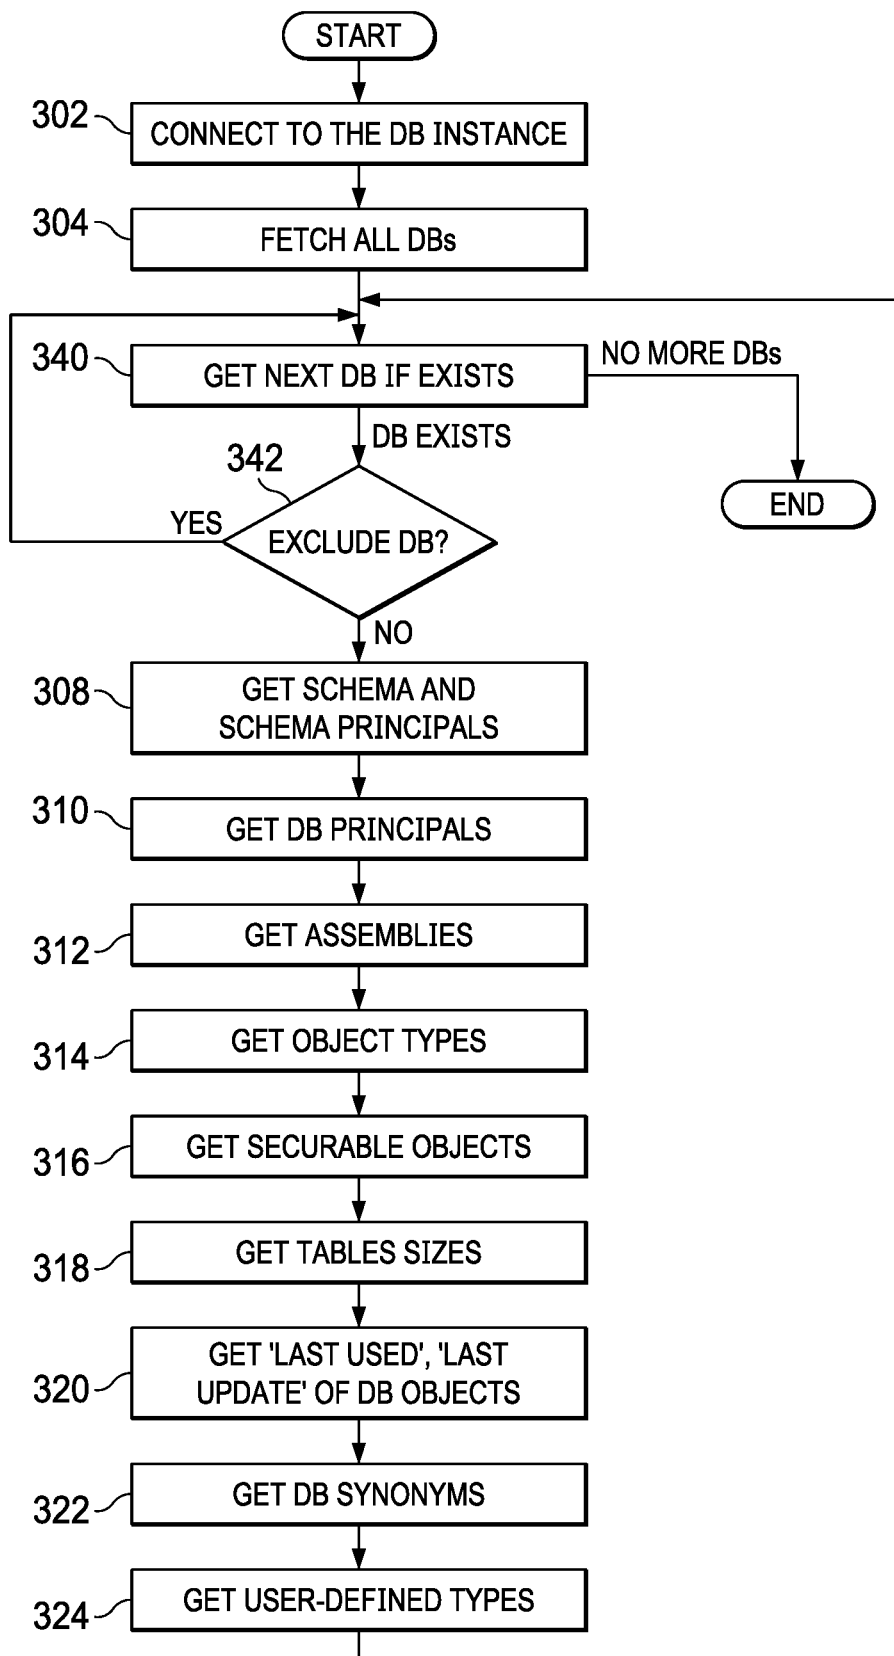 START
302
CONNECT TO THE DB INSTANCE
304
FETCH ALL DBs
340
GET NEXT DB IF EXISTS
NO MORE DBs
DB EXISTS
342
YES
EXCLUDE DB?
END
NO
308
GET SCHEMA AND
SCHEMA PRINCIPALS
310
GET DB PRINCIPALS
312
GET ASSEMBLIES
314
GET OBJECT TYPES
316
GET SECURABLE OBJECTS
318
GET TABLES SIZES
320
GET 'LAST USED', 'LAST
UPDATE' OF DB OBJECTS
322
GET DB SYNONYMS
324
GET USER-DEFINED TYPES